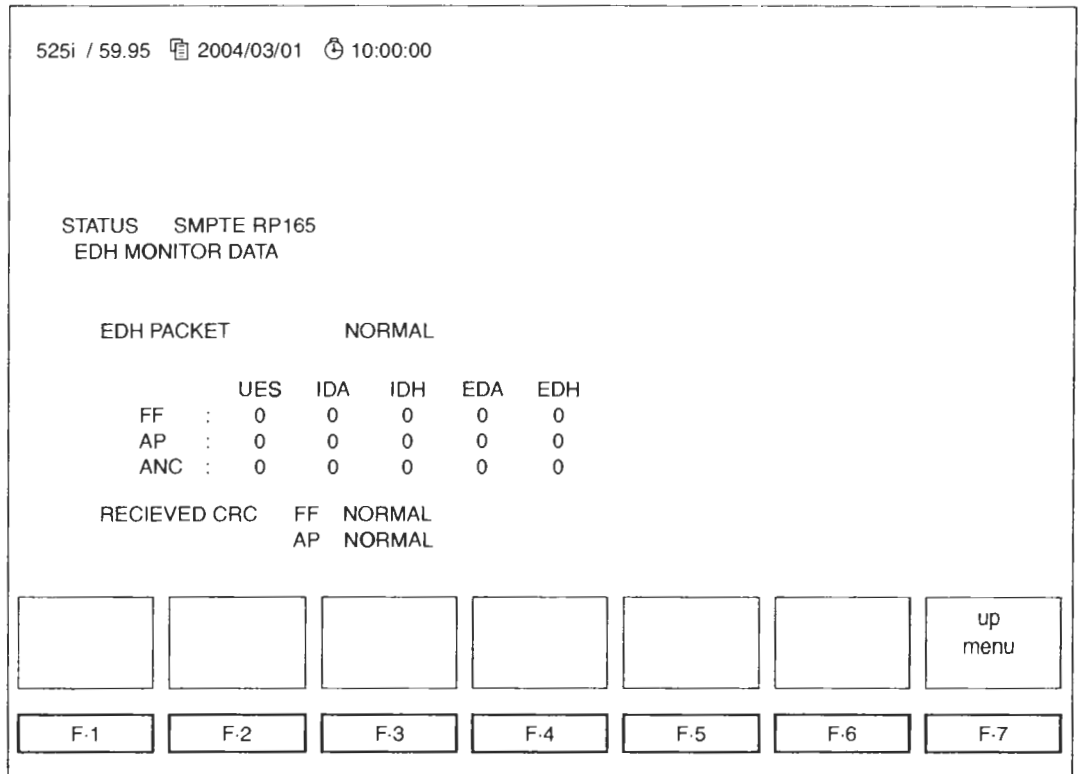 525i / 59.95 2004/03/01 10:00:00
STATUS SMPTE RP165
EDH MONITOR DATA
EDH PACKET NORMAL
UES IDA IDH EDA EDH
FF : 0 0 0 0 0
AP : 0 0 0 0 0
ANC : 0 0 0 0 0
RECIEVED CRC FF NORMAL
AP NORMAL
up
menu
F·1 F·2 F·3 F·4 F·5 F·6 F·7